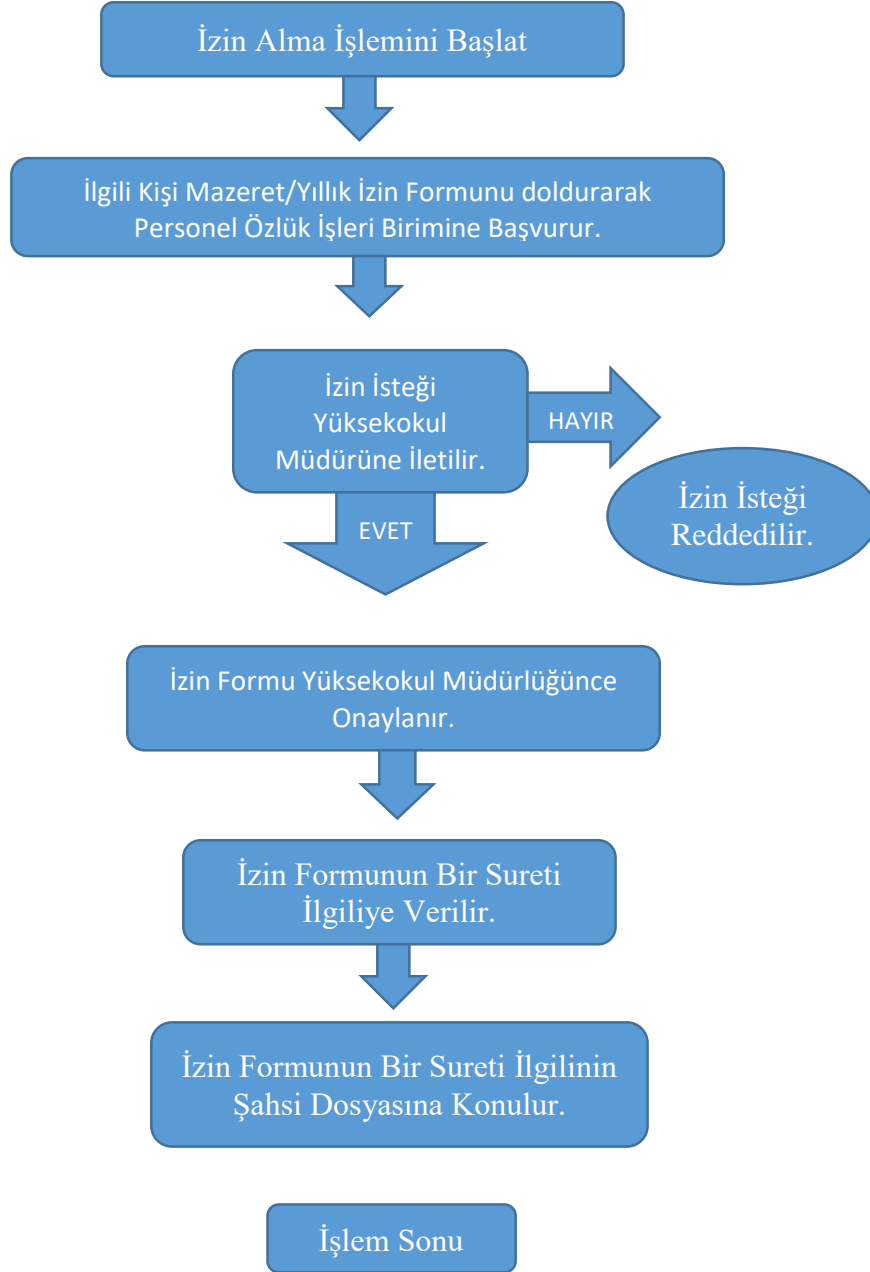 İzin Alma İşlemini Başlat
İlgili Kişi Mazeret/Yıllık İzin Formunu doldurarak
Personel Özlük İşleri Birimine Başvurur.
İzin İsteği
Yüksekokul
Müdürüne İletilir.
HAYIR
İzin İsteği
Reddedilir.
EVET
İzin Formu Yüksekokul Müdürlüğünce
Onaylanır.
İzin Formunun Bir Sureti
İlgiliye Verilir.
İzin Formunun Bir Sureti İlgilinin
Şahsi Dosyasına Konulur.
İşlem Sonu